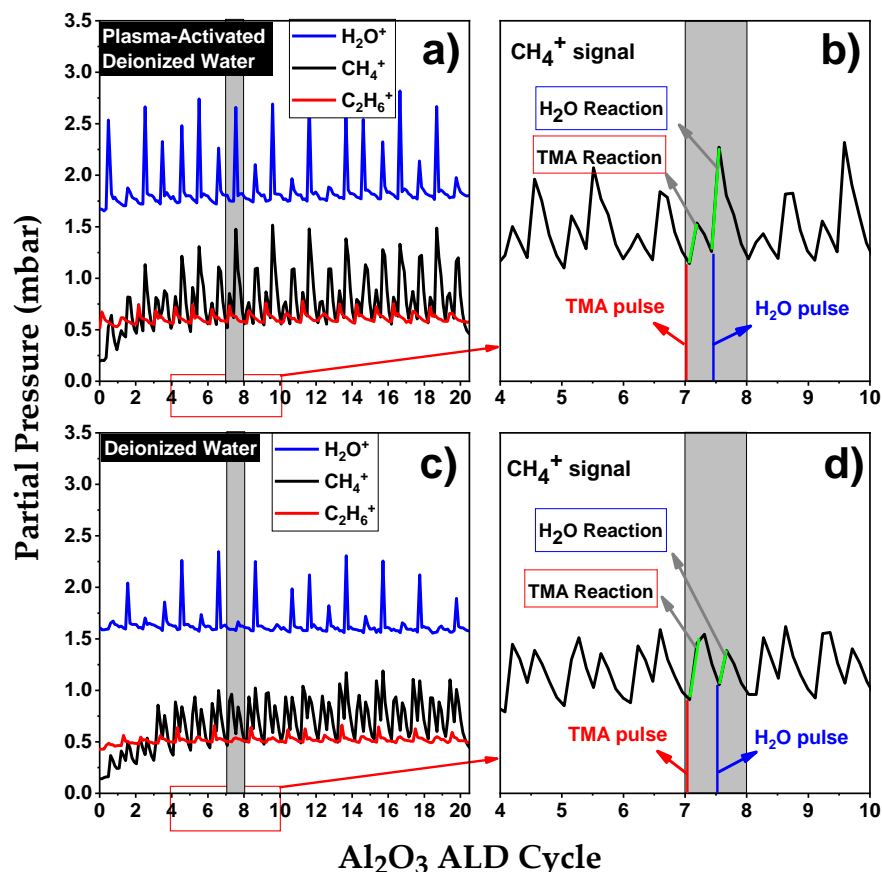 Partial Pressure (mbar)
3.5
3.0
2.5
2.0
1.5
1.0
0.5
0.0
Plasma-Activated
Deionized Water
H₂O⁺
CH₄⁺
C₂H₆⁺
a)
0 2 4 6 8 10 12 14 16 18 20
CH₄⁺ signal
b)
H₂O Reaction
TMA Reaction
TMA pulse
H₂O pulse
4 5 6 7 8 9 10
3.5
3.0
2.5
2.0
1.5
1.0
0.5
0.0
Deionized Water
H₂O⁺
CH₄⁺
C₂H₆⁺
c)
0 2 4 6 8 10 12 14 16 18 20
CH₄⁺ signal
d)
H₂O Reaction
TMA Reaction
TMA pulse
H₂O pulse
4 5 6 7 8 9 10
Al₂O₃ ALD Cycle